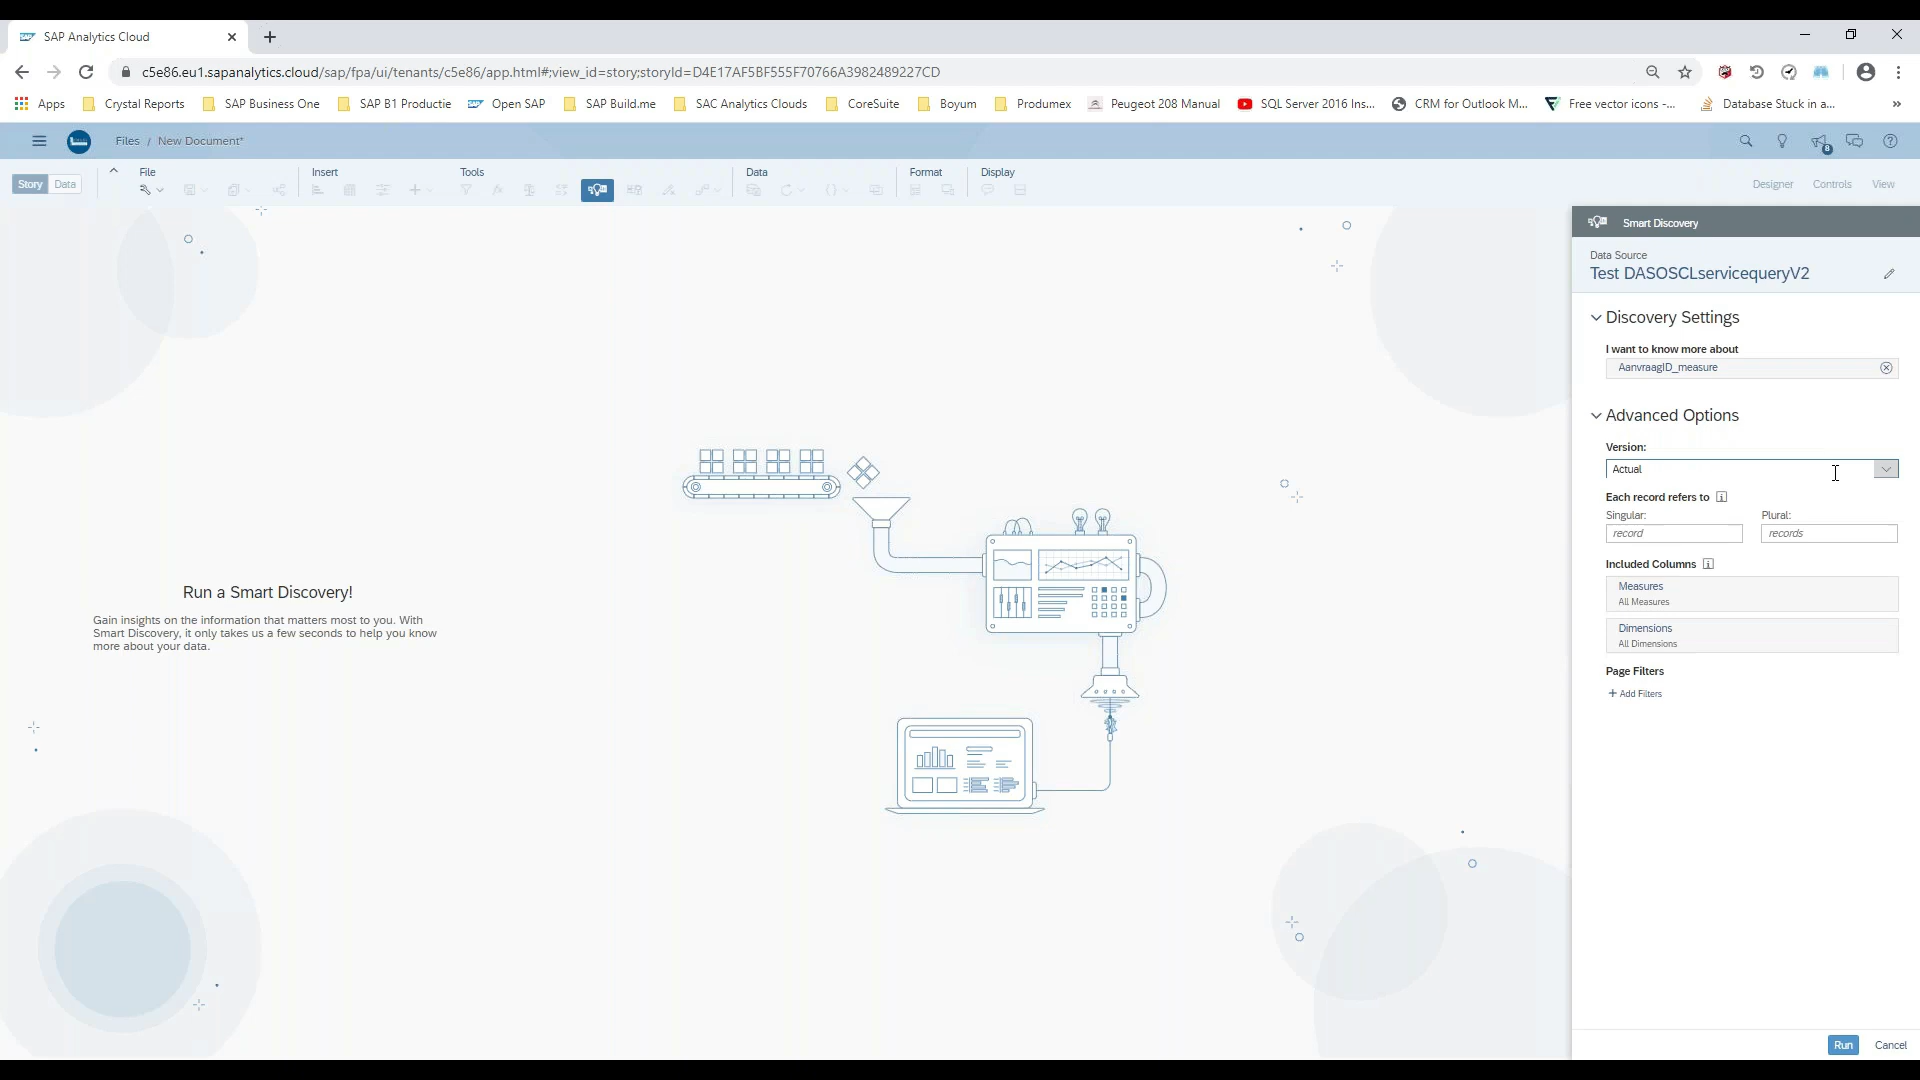 SAP Analytics Cloud
c5e86.eu1.sapanalytics.cloud/sap/fpa/ui/tenants/c5e86/app.html#;view_id=story;storyId=D4E17AF5BF555F70766A3982489227CD
Apps Crystal Reports SAP Business One SAP B1 Productie Open SAP SAP Build.me SAC Analytics Clouds CoreSuite Boyum Produmex Peugeot 208 Manual SQL Server 2016 Ins... CRM for Outlook M... Free vector icons -... Database Stuck in a... »
Files / New Document*
8
File Insert Tools Data Format Display
Story Data
Designer Controls View
Smart Discovery
Data Source
Test DASOSCLservicequeryV2
Discovery Settings
I want to know more about
AanvraagID_measure
Advanced Options
Version:
Actual
Each record refers to
Singular: Plural:
record records
Included Columns
Measures
All Measures
Dimensions
All Dimensions
Page Filters
+ Add Filters
Run a Smart Discovery!
Gain insights on the information that matters most to you. With
Smart Discovery, it only takes us a few seconds to help you know
more about your data.
Run Cancel